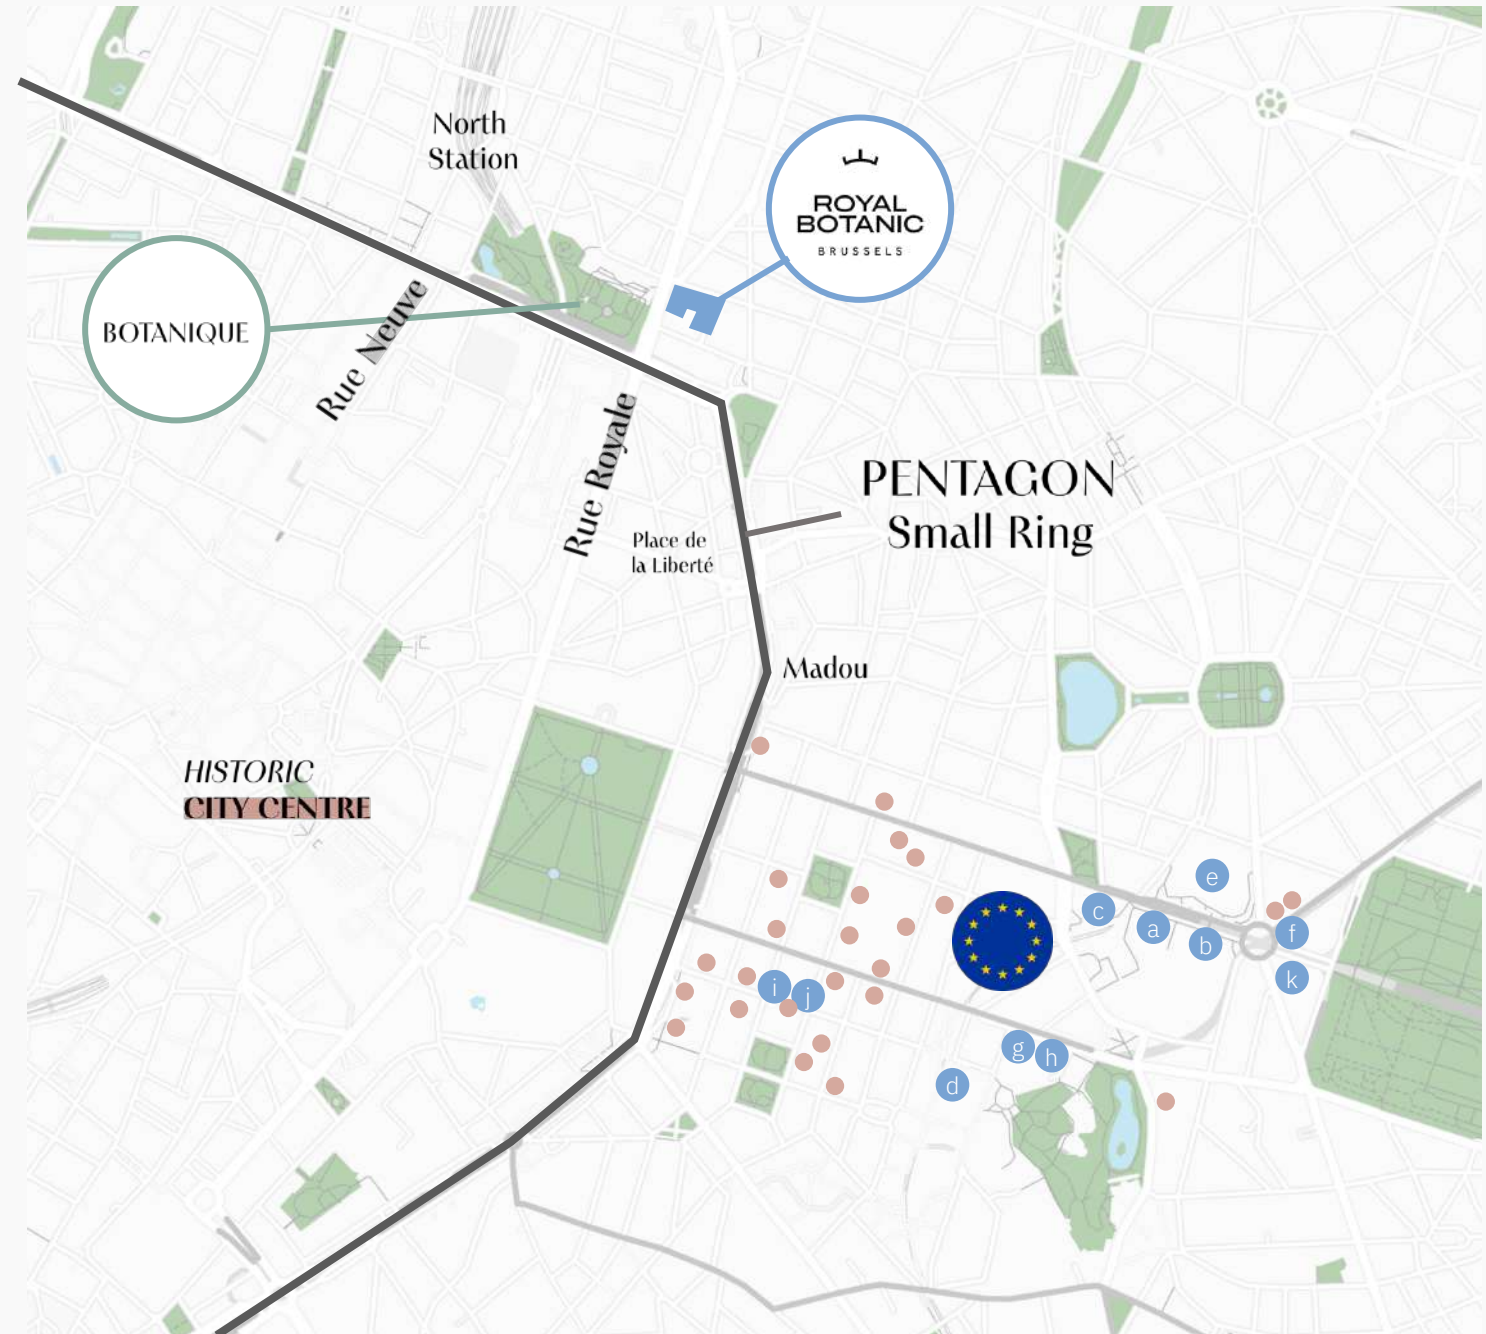 North
Station
ROYAL
BOTANIC
BRUSSELS
BOTANIQUE
Rue Neuve
Rue Royale
PENTAGON
Small Ring
Place de
la Liberté
Madou
HISTORIC
CITY CENTRE
e
c
a
b
f
k
i
j
g
h
d